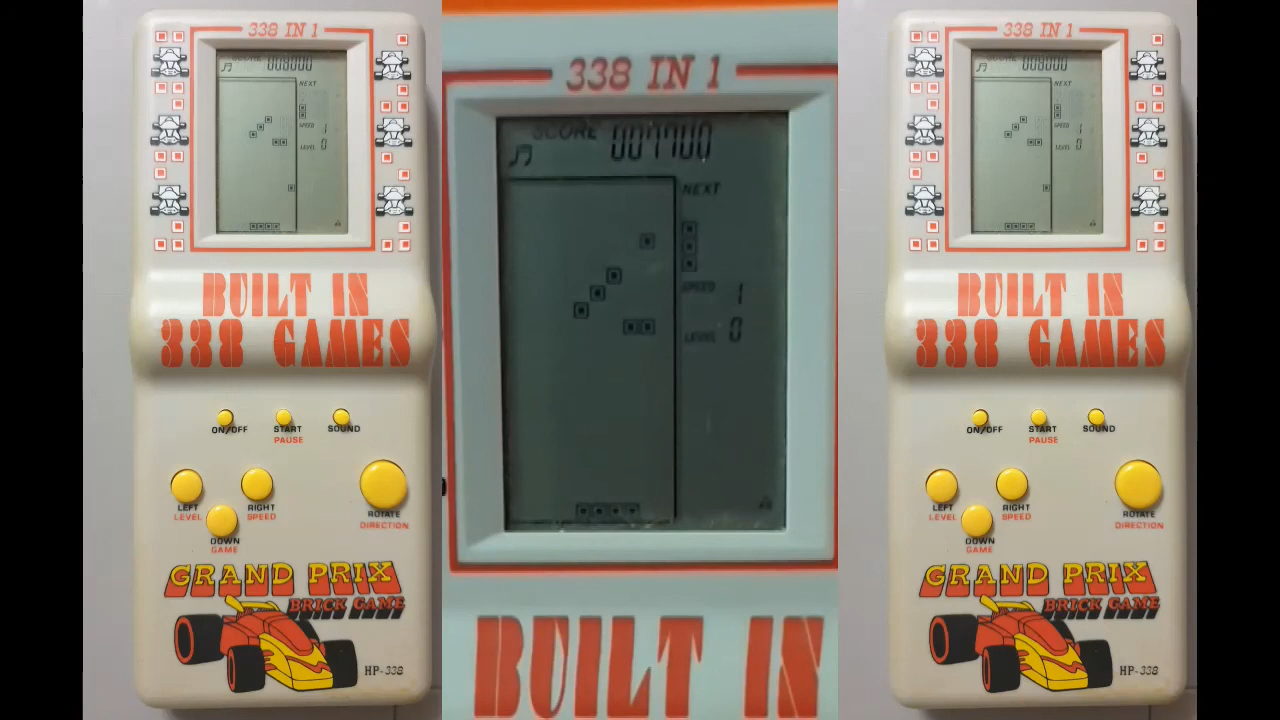 338 IN 1
SCORE 009000
NEXT
SPEED 1
LEVEL 0
BUILT IN
338 GAMES
ON/OFF START SOUND
PAUSE
LEFT RIGHT
LEVEL SPEED
ROTATE
DIRECTION
DOWN
GAME
GRAND PRIX
BRICK GAME
HP-338
338 IN 1
SCORE
NEXT
SPEED 1
LEVEL 0
BUILT IN
338 IN 1
SCORE 009000
NEXT
SPEED 1
LEVEL 0
BUILT IN
338 GAMES
ON/OFF START SOUND
PAUSE
LEFT RIGHT
LEVEL SPEED
ROTATE
DIRECTION
DOWN
GAME
GRAND PRIX
BRICK GAME
HP-338